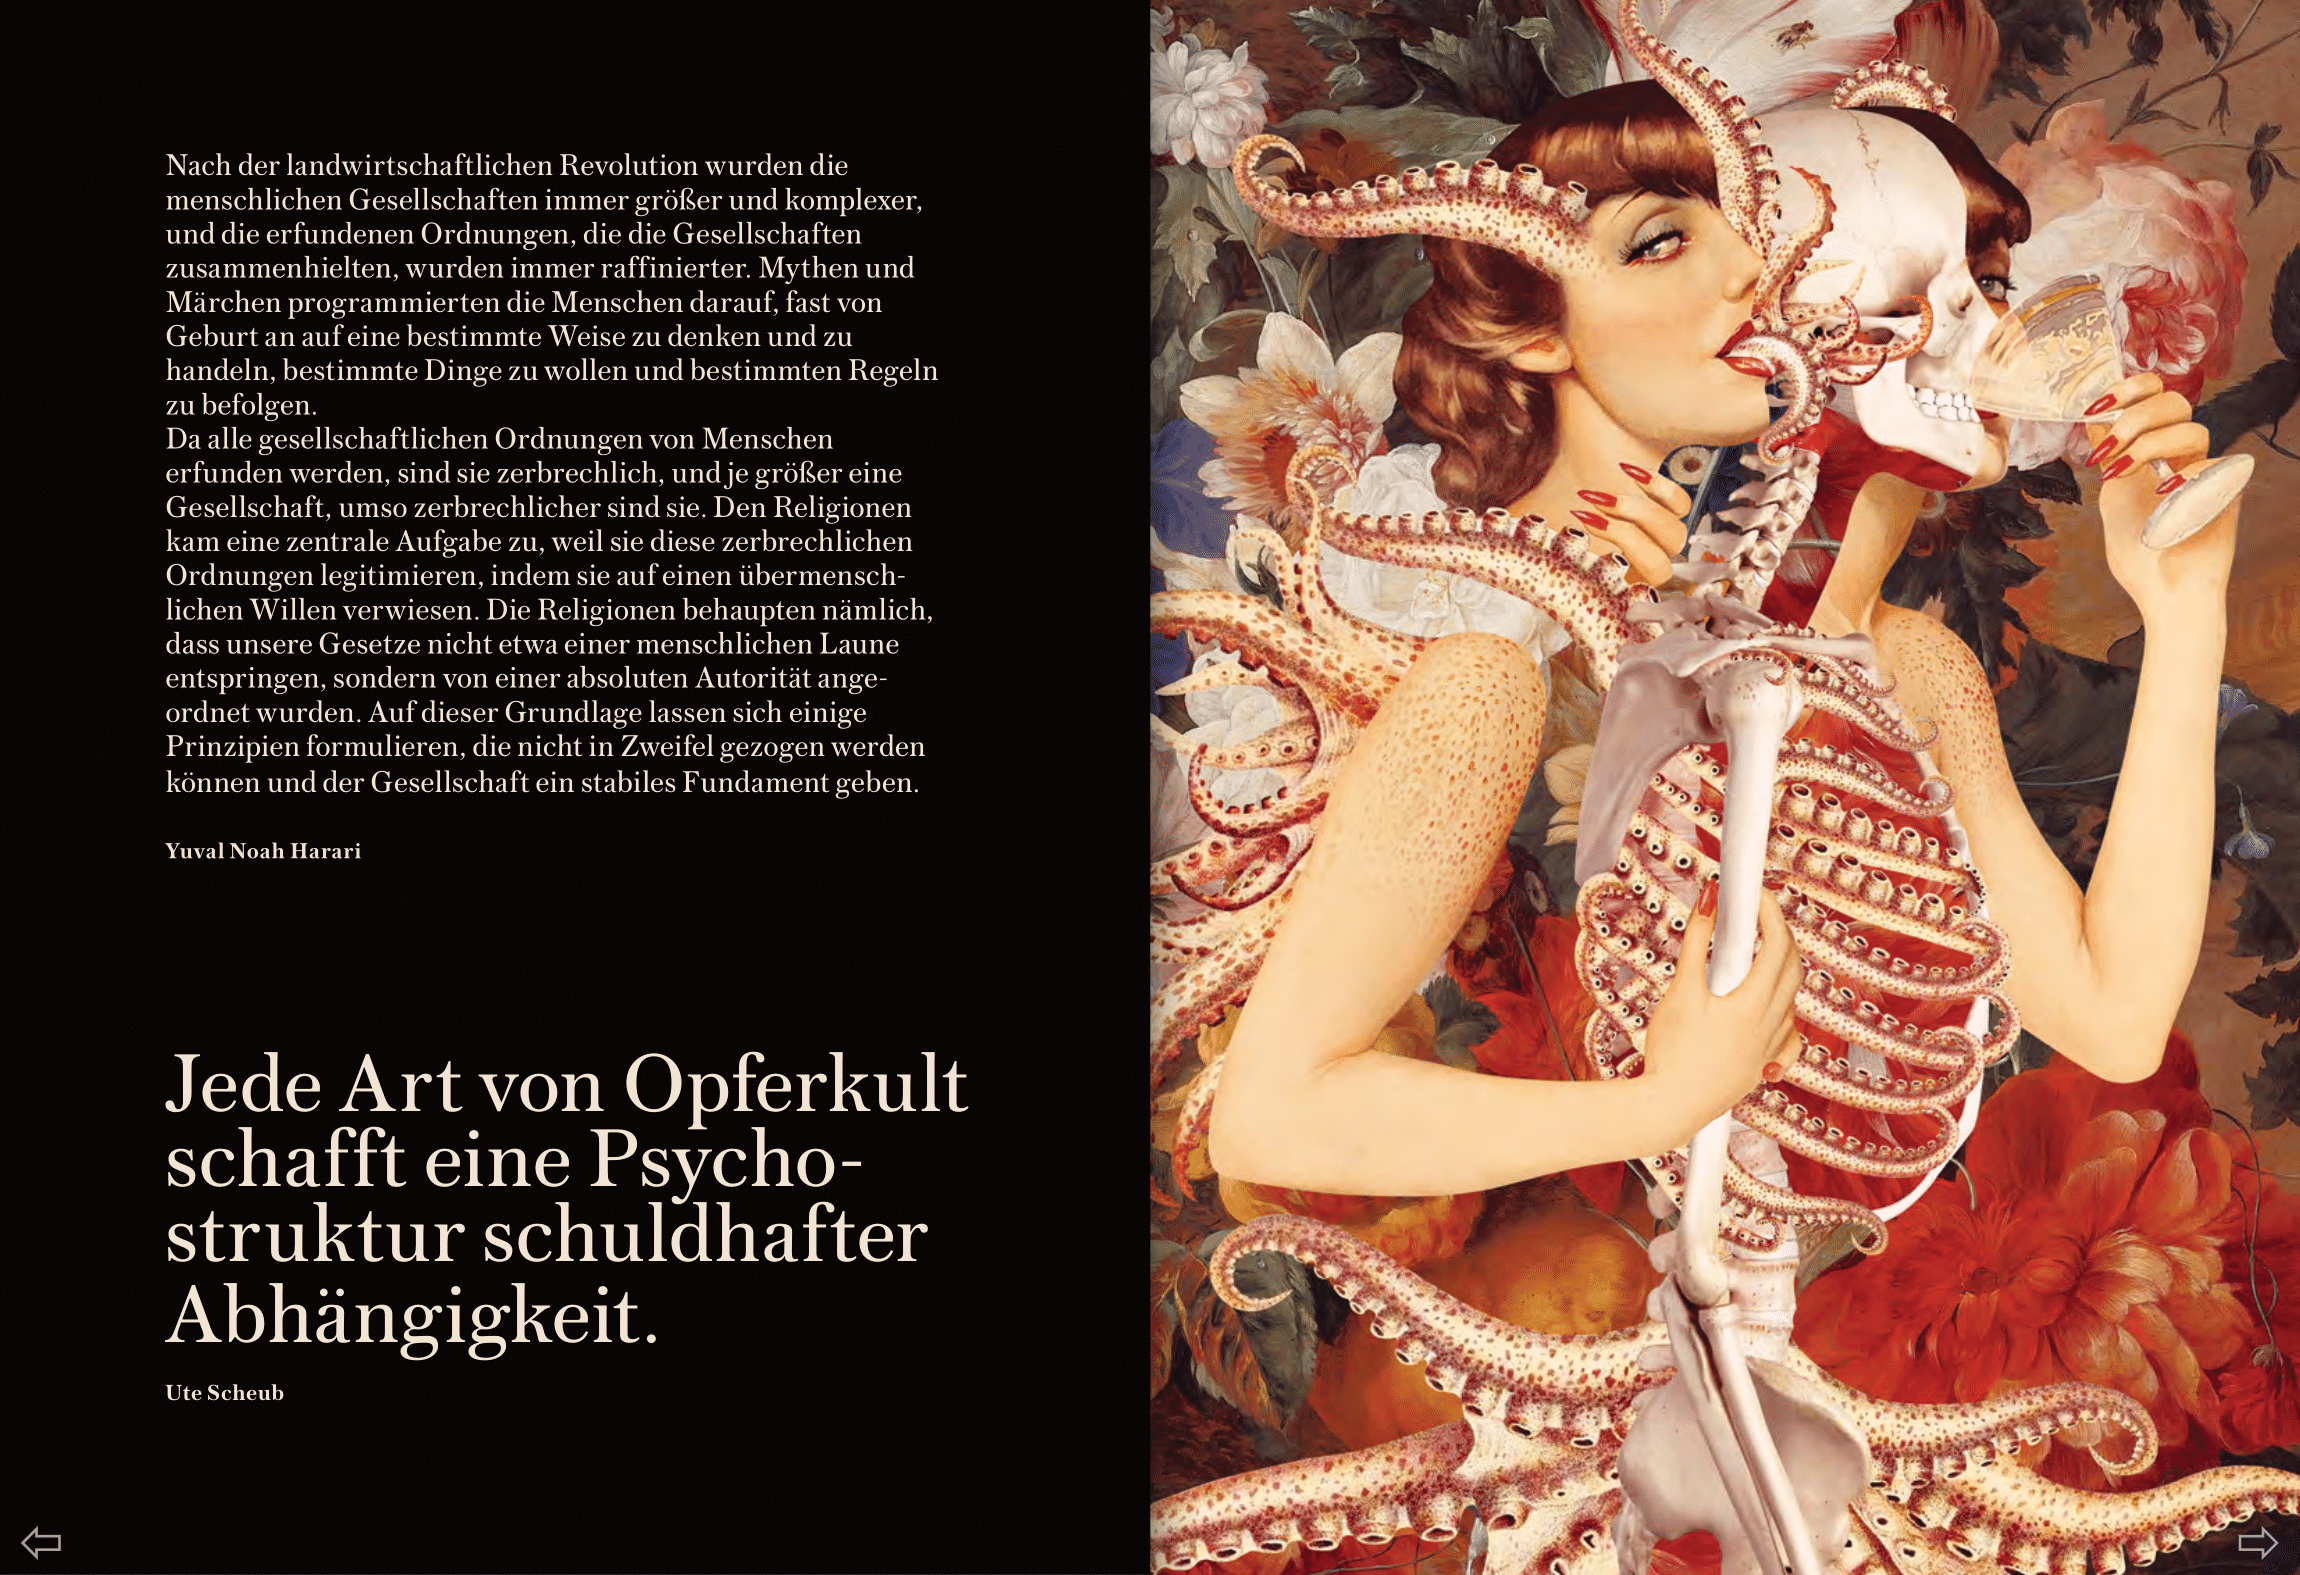 Nach der landwirtschaftlichen Revolution wurden die
menschlichen Gesellschaften immer größer und komplexer,
und die erfundenen Ordnungen, die die Gesellschaften
zusammenhielten, wurden immer raffinierter. Mythen und
Märchen programmierten die Menschen darauf, fast von
Geburt an auf eine bestimmte Weise zu denken und zu
handeln, bestimmte Dinge zu wollen und bestimmten Regeln
zu befolgen.
Da alle gesellschaftlichen Ordnungen von Menschen
erfunden werden, sind sie zerbrechlich, und je größer eine
Gesellschaft, umso zerbrechlicher sind sie. Den Religionen
kam eine zentrale Aufgabe zu, weil sie diese zerbrechlichen
Ordnungen legitimieren, indem sie auf einen übermensch-
lichen Willen verwiesen. Die Religionen behaupten nämlich,
dass unsere Gesetze nicht etwa einer menschlichen Laune
entspringen, sondern von einer absoluten Autorität ange-
ordnet wurden. Auf dieser Grundlage lassen sich einige
Prinzipien formulieren, die nicht in Zweifel gezogen werden
können und der Gesellschaft ein stabiles Fundament geben.
Yuval Noah Harari
Jede Art von Opferkult
schafft eine Psycho-
struktur schuldhafter
Abhängigkeit.
Ute Scheub